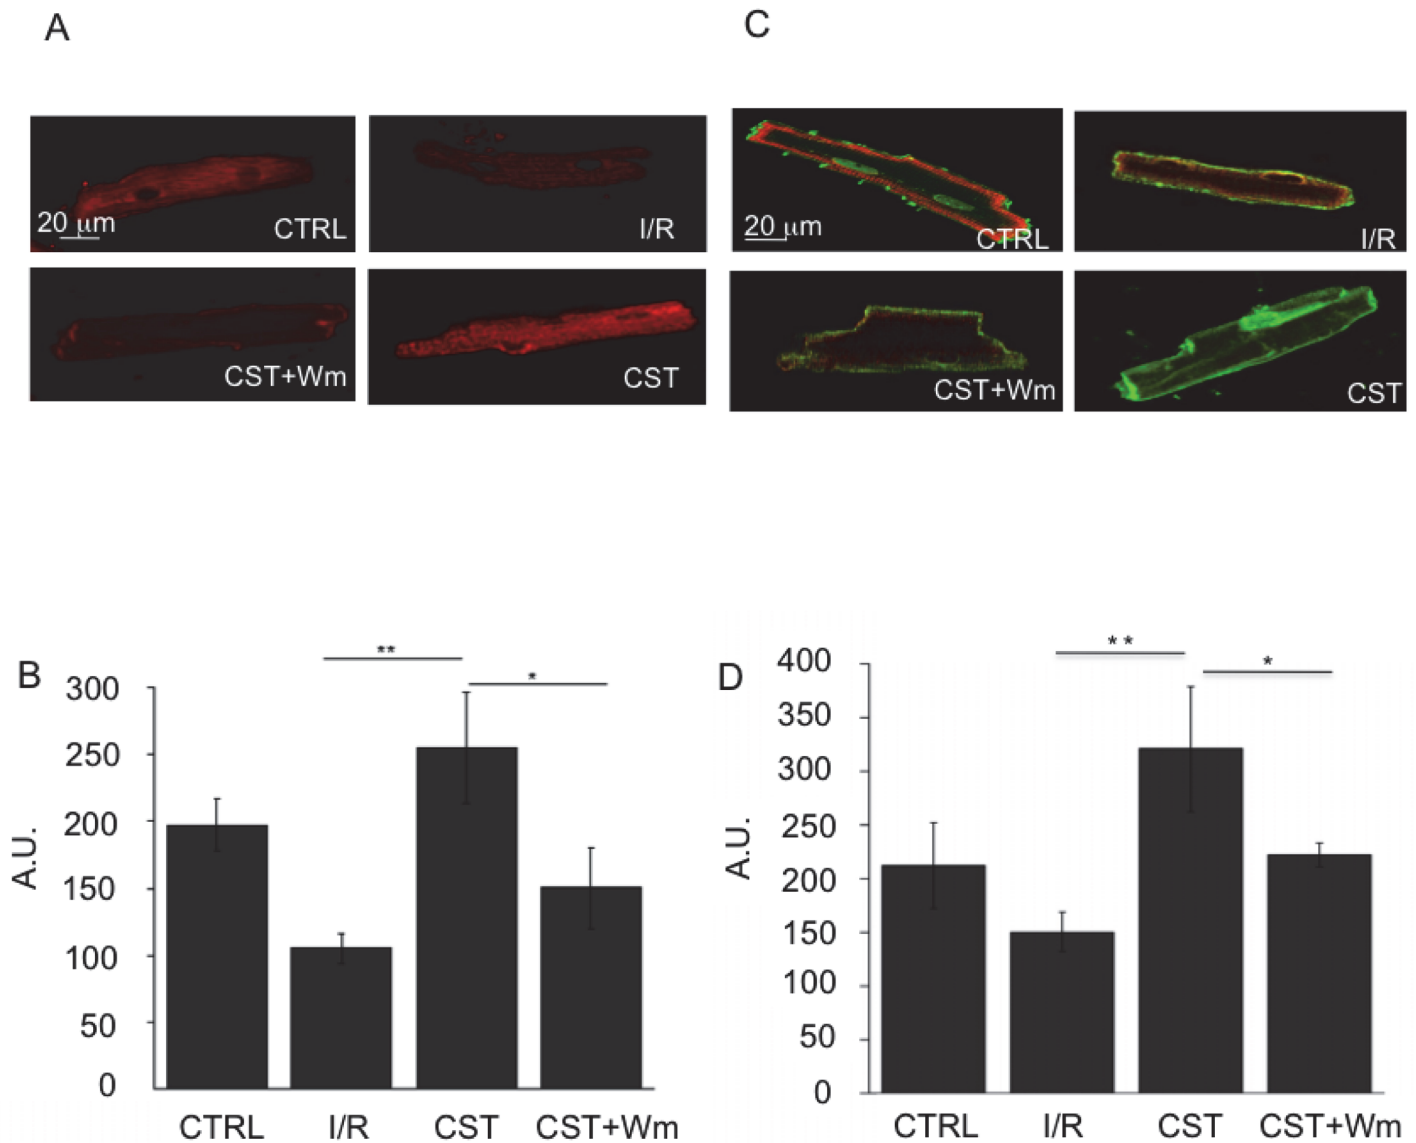 A
C
20 μm
CTRL
I/R
20 μm
CTRL
I/R
CST+Wm
CST
CST+Wm
CST
B
**
*
300
250
200
150
100
50
0
A.U.
CTRL
I/R
CST
CST+Wm
D
**
*
400
350
300
250
200
150
100
50
0
A.U.
CTRL
I/R
CST
CST+Wm